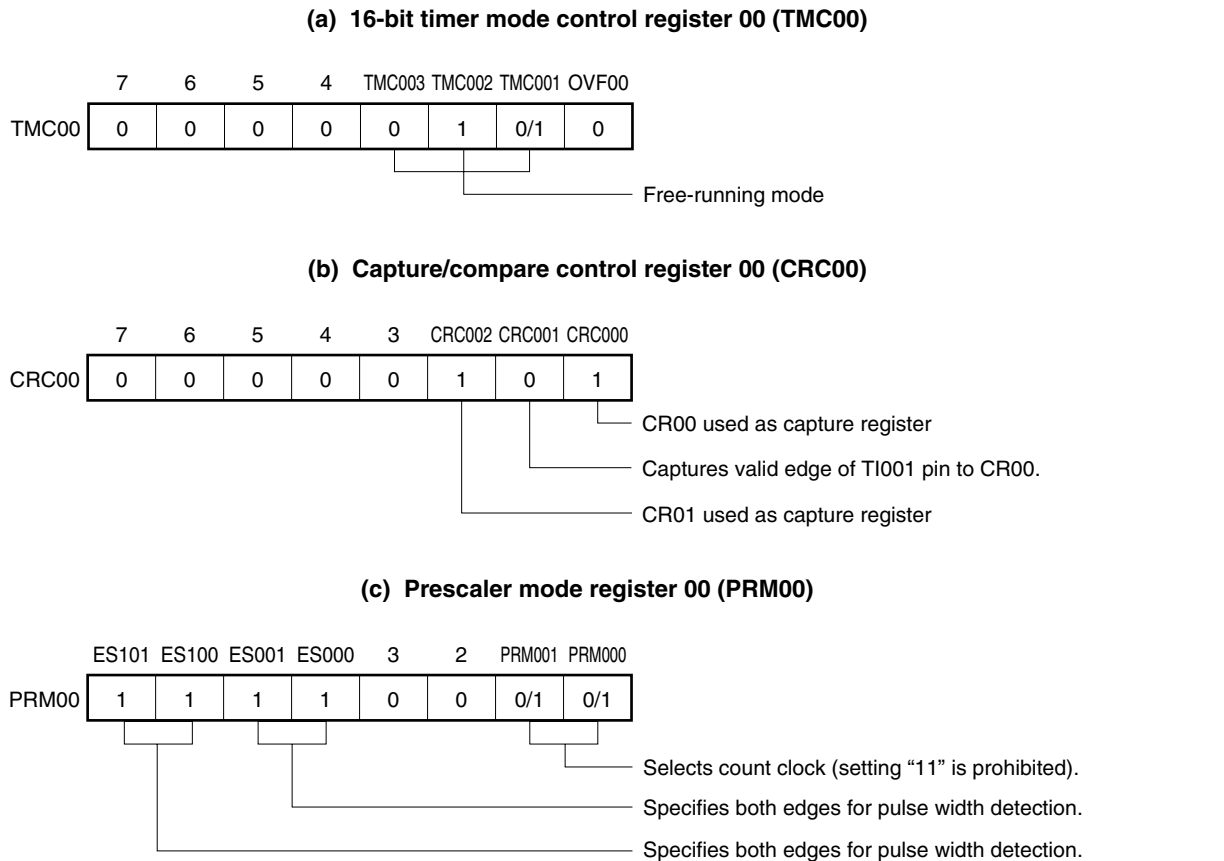 (a) 16-bit timer mode control register 00 (TMC00)
7 6 5 4 TMC003 TMC002 TMC001 OVF00
TMC00 0 0 0 0 0 1 0/1 0
Free-running mode
(b) Capture/compare control register 00 (CRC00)
7 6 5 4 3 CRC002 CRC001 CRC000
CRC00 0 0 0 0 0 1 0 1
CR00 used as capture register
Captures valid edge of TI001 pin to CR00.
CR01 used as capture register
(c) Prescaler mode register 00 (PRM00)
ES101 ES100 ES001 ES000 3 2 PRM001 PRM000
PRM00 1 1 1 1 0 0 0/1 0/1
Selects count clock (setting “11” is prohibited).
Specifies both edges for pulse width detection.
Specifies both edges for pulse width detection.